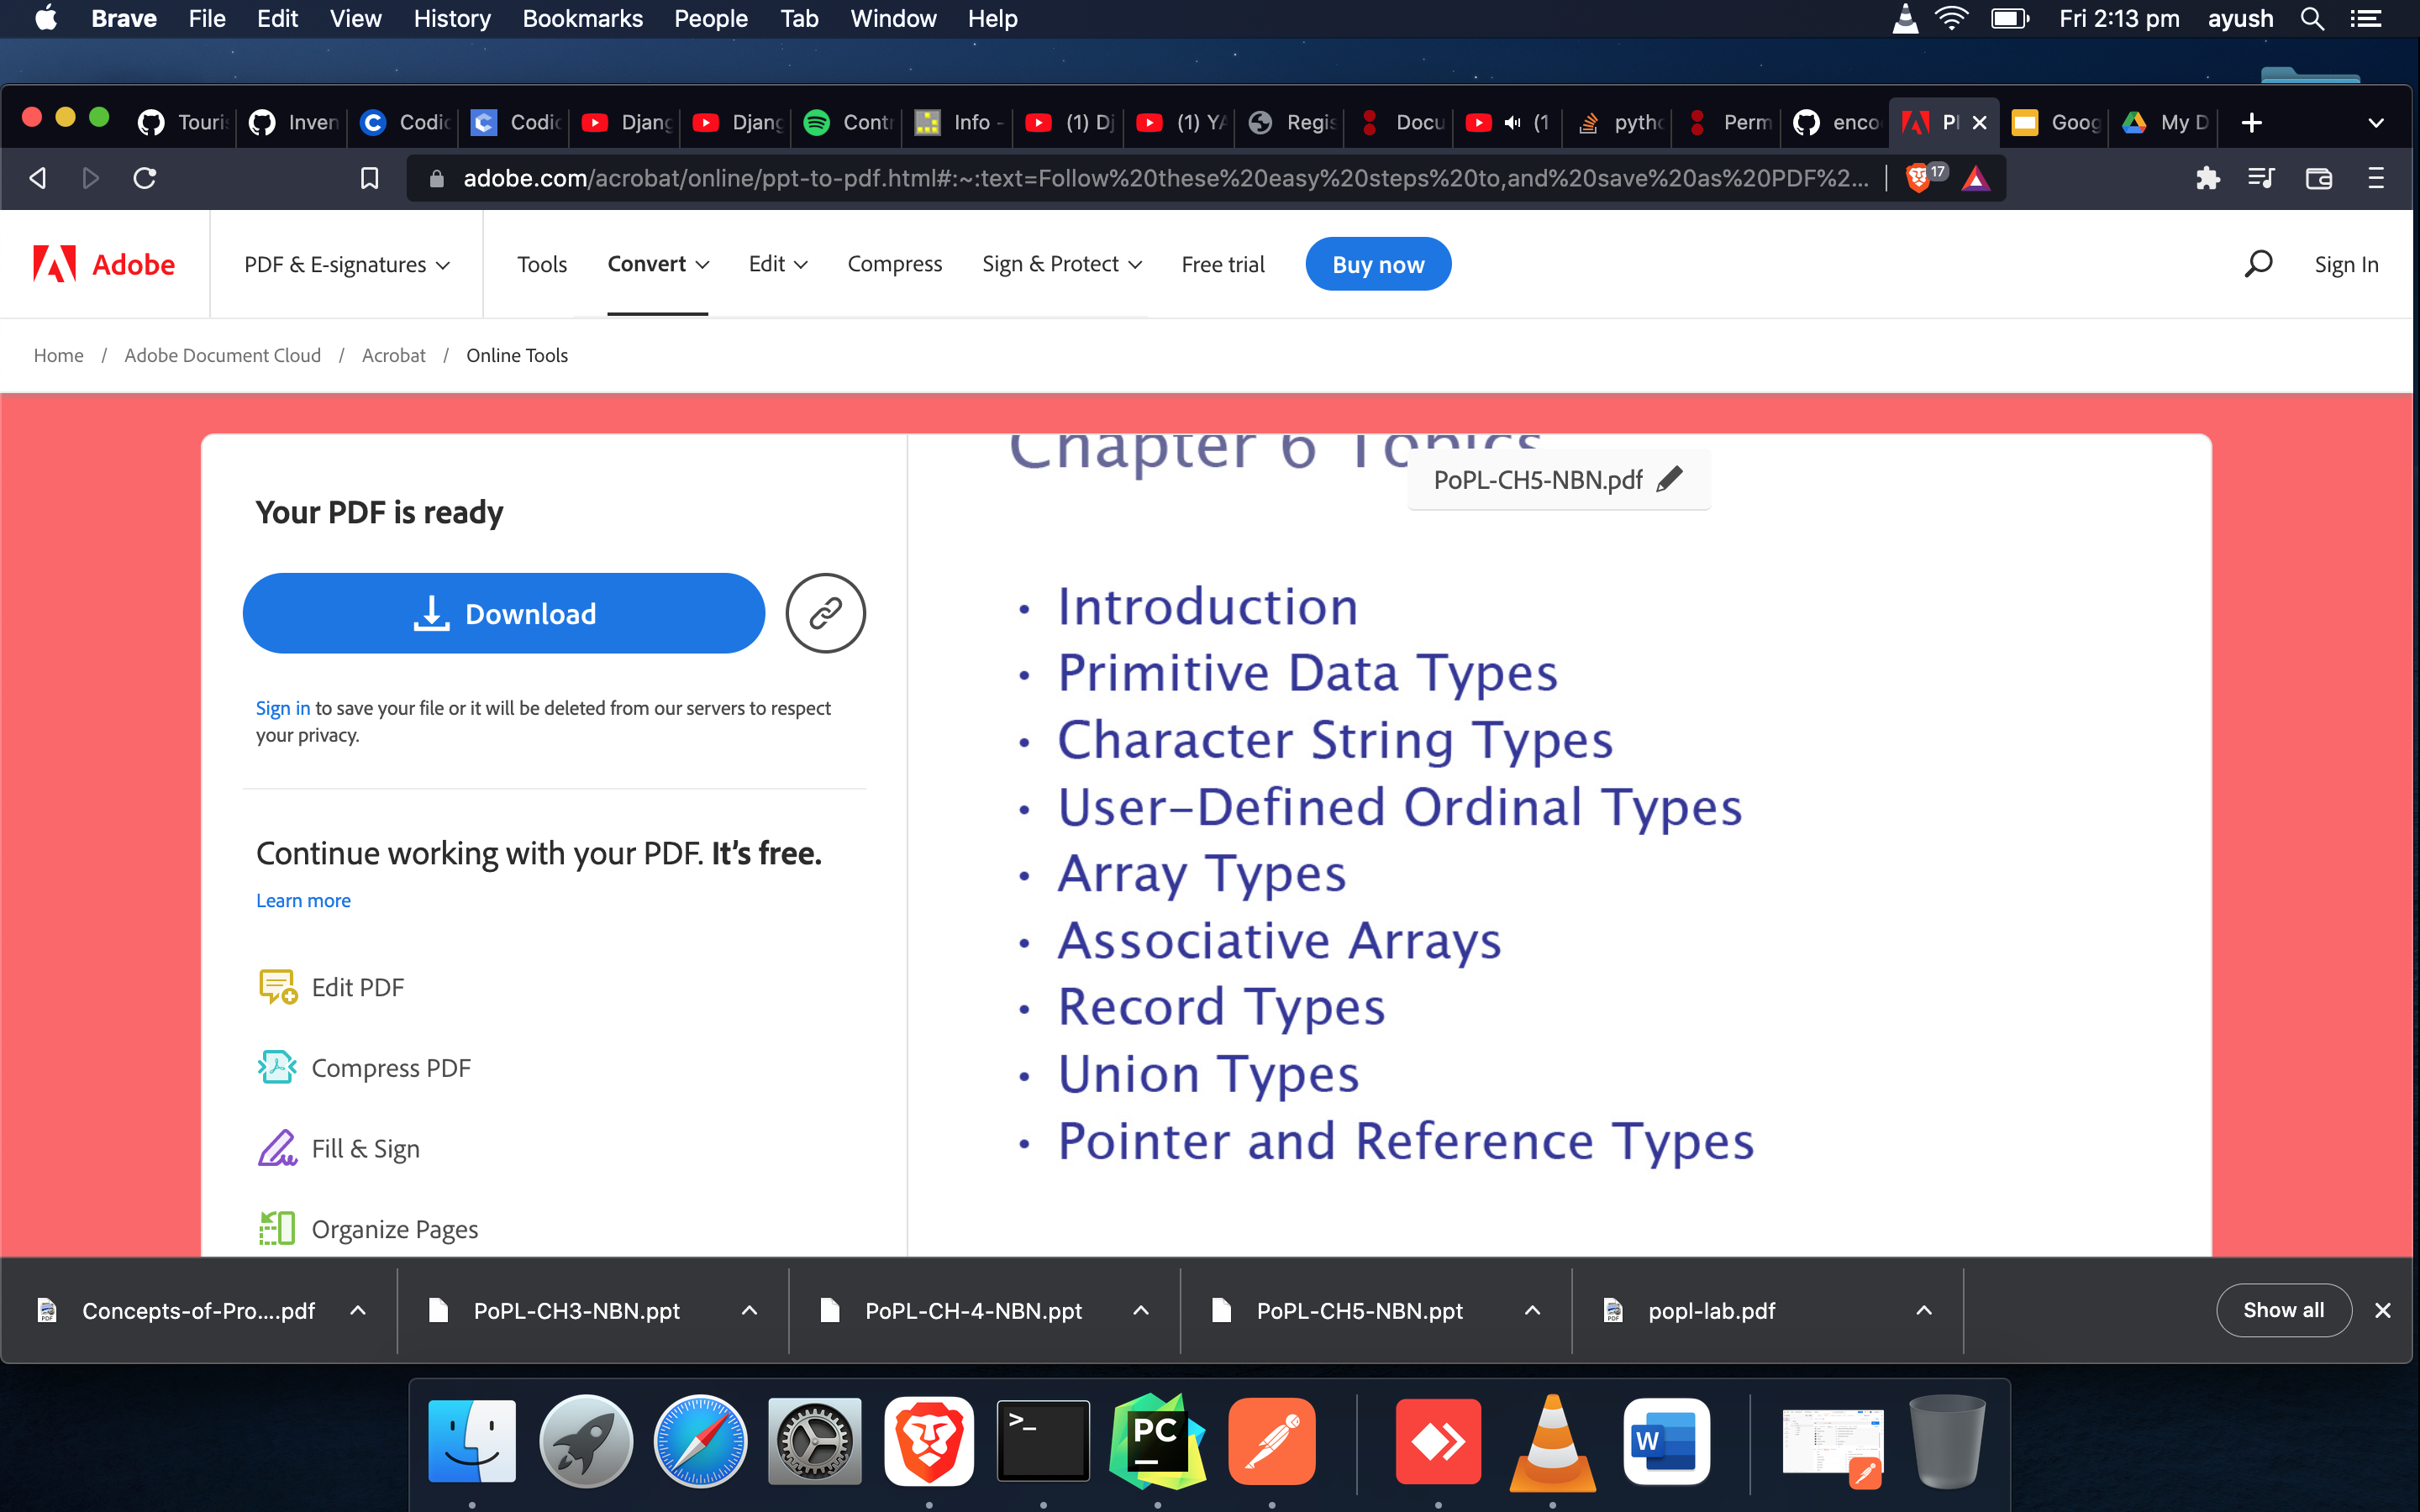 Brave File Edit View History Bookmarks People Tab Window Help Fri 2:13 pm ayush
Touris Inven Codic Codic Djang Djang Contr Info - (1) Dj (1) YA Regis Docu (1 pytho Perm enco Pl Goog My D
adobe.com/acrobat/online/ppt-to-pdf.html#:~:text=Follow%20these%20easy%20steps%20to,and%20save%20as%20PDF%2... 17
Adobe PDF & E-signatures Tools Convert Edit Compress Sign & Protect Free trial Buy now Sign In
Home / Adobe Document Cloud / Acrobat / Online Tools
Your PDF is ready
Download
Sign in to save your file or it will be deleted from our servers to respect
your privacy.
Continue working with your PDF. It's free.
Learn more
Edit PDF
Compress PDF
Fill & Sign
Organize Pages
Chapter 6 Topics
PoPL-CH5-NBN.pdf
• Introduction
• Primitive Data Types
• Character String Types
• User-Defined Ordinal Types
• Array Types
• Associative Arrays
• Record Types
• Union Types
• Pointer and Reference Types
Concepts-of-Pro....pdf PoPL-CH3-NBN.ppt PoPL-CH-4-NBN.ppt PoPL-CH5-NBN.ppt popl-lab.pdf Show all
>_ PC W